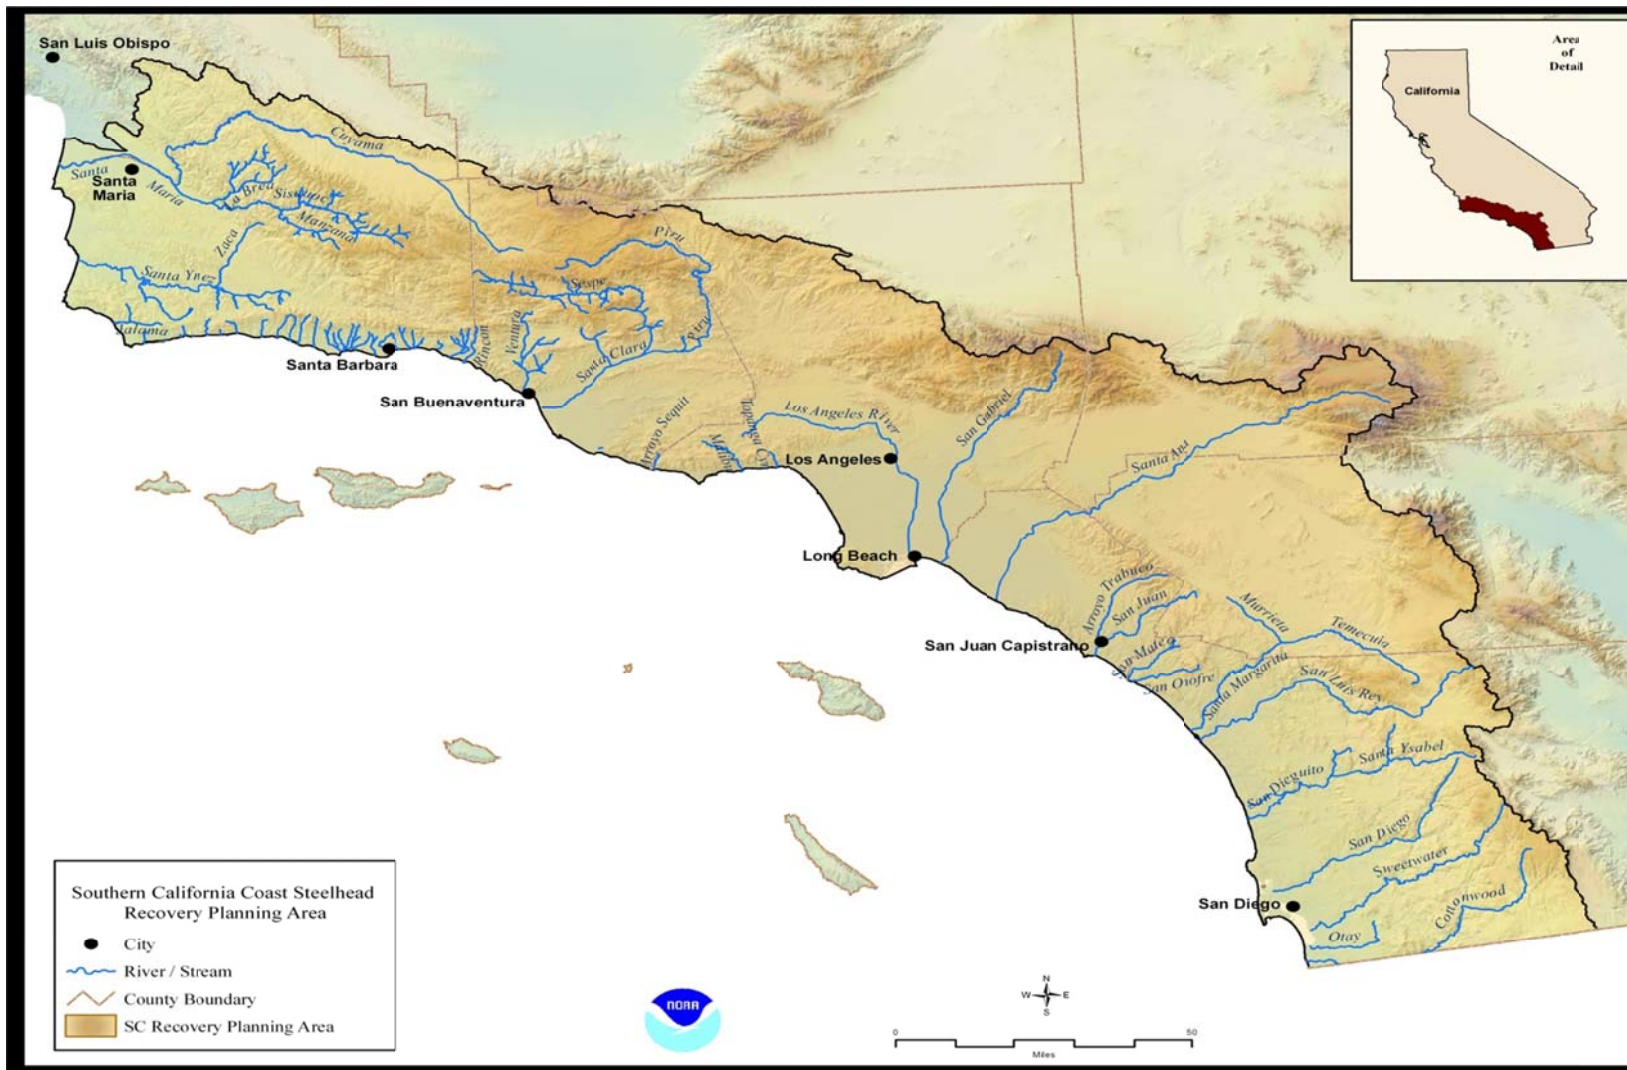 San Luis Obispo
Area
of
Detail
California
Cuyama
Santa
Maria
Santa
Maria
La Brea
Sisquoc
Manzana
Zaca
Santa Ynez
Jalama
Piru
Sespe
Rincon
Ventura
Santa Clara
Santa Barbara
San Buenaventura
Arroyo Sequit
Malibu
Topanga Cyn
Los Angeles River
San Gabriel
Los Angeles
Santa Ana
Long Beach
Arroyo Trabuco
San Juan
San Juan Capistrano
San Mateo
San Onofre
Murrieta
Temecula
Santa Margarita
San Luis Rey
Santa Ysabel
San Dieguito
San Diego
Sweetwater
Cottonwood
San Diego
Otay
Southern California Coast Steelhead
Recovery Planning Area
City
River / Stream
County Boundary
SC Recovery Planning Area
NOAA
N
W E
S
0 50
Miles